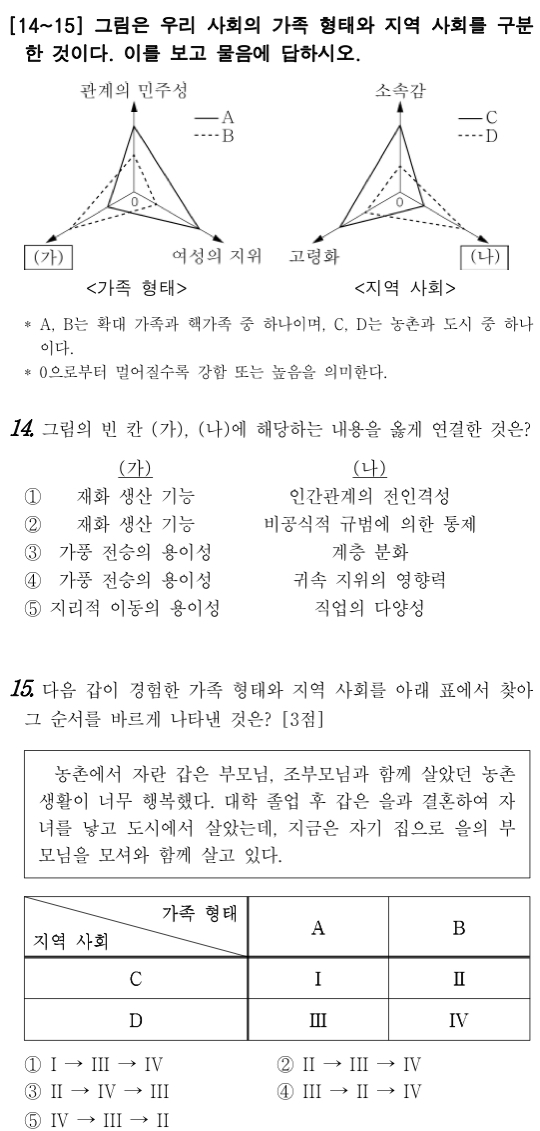 [14~15] 그림은 우리 사회의 가족 형태와 지역 사회를 구분
한 것이다. 이를 보고 물음에 답하시오.
관계의 민주성
A
B
0
(가)
여성의 지위
<가족 형태>
소속감
C
D
0
고령화
(나)
<지역 사회>
* A, B는 확대 가족과 핵가족 중 하나이며, C, D는 농촌과 도시 중 하나
이다.
* 0으로부터 멀어질수록 강함 또는 높음을 의미한다.
14. 그림의 빈 칸 (가), (나)에 해당하는 내용을 옳게 연결한 것은?
(가) (나)
① 재화 생산 기능 인간관계의 전인격성
② 재화 생산 기능 비공식적 규범에 의한 통제
③ 가풍 전승의 용이성 계층 분화
④ 가풍 전승의 용이성 귀속 지위의 영향력
⑤ 지리적 이동의 용이성 직업의 다양성
15. 다음 갑이 경험한 가족 형태와 지역 사회를 아래 표에서 찾아
그 순서를 바르게 나타낸 것은? [3점]
농촌에서 자란 갑은 부모님, 조부모님과 함께 살았던 농촌
생활이 너무 행복했다. 대학 졸업 후 갑은 을과 결혼하여 자
녀를 낳고 도시에서 살았는데, 지금은 자기 집으로 을의 부
모님을 모셔와 함께 살고 있다.
가족 형태
지역 사회
A B
C Ⅰ Ⅱ
D Ⅲ Ⅳ
① Ⅰ → Ⅲ → Ⅳ ② Ⅱ → Ⅲ → Ⅳ
③ Ⅱ → Ⅳ → Ⅲ ④ Ⅲ → Ⅱ → Ⅳ
⑤ Ⅳ → Ⅲ → Ⅱ